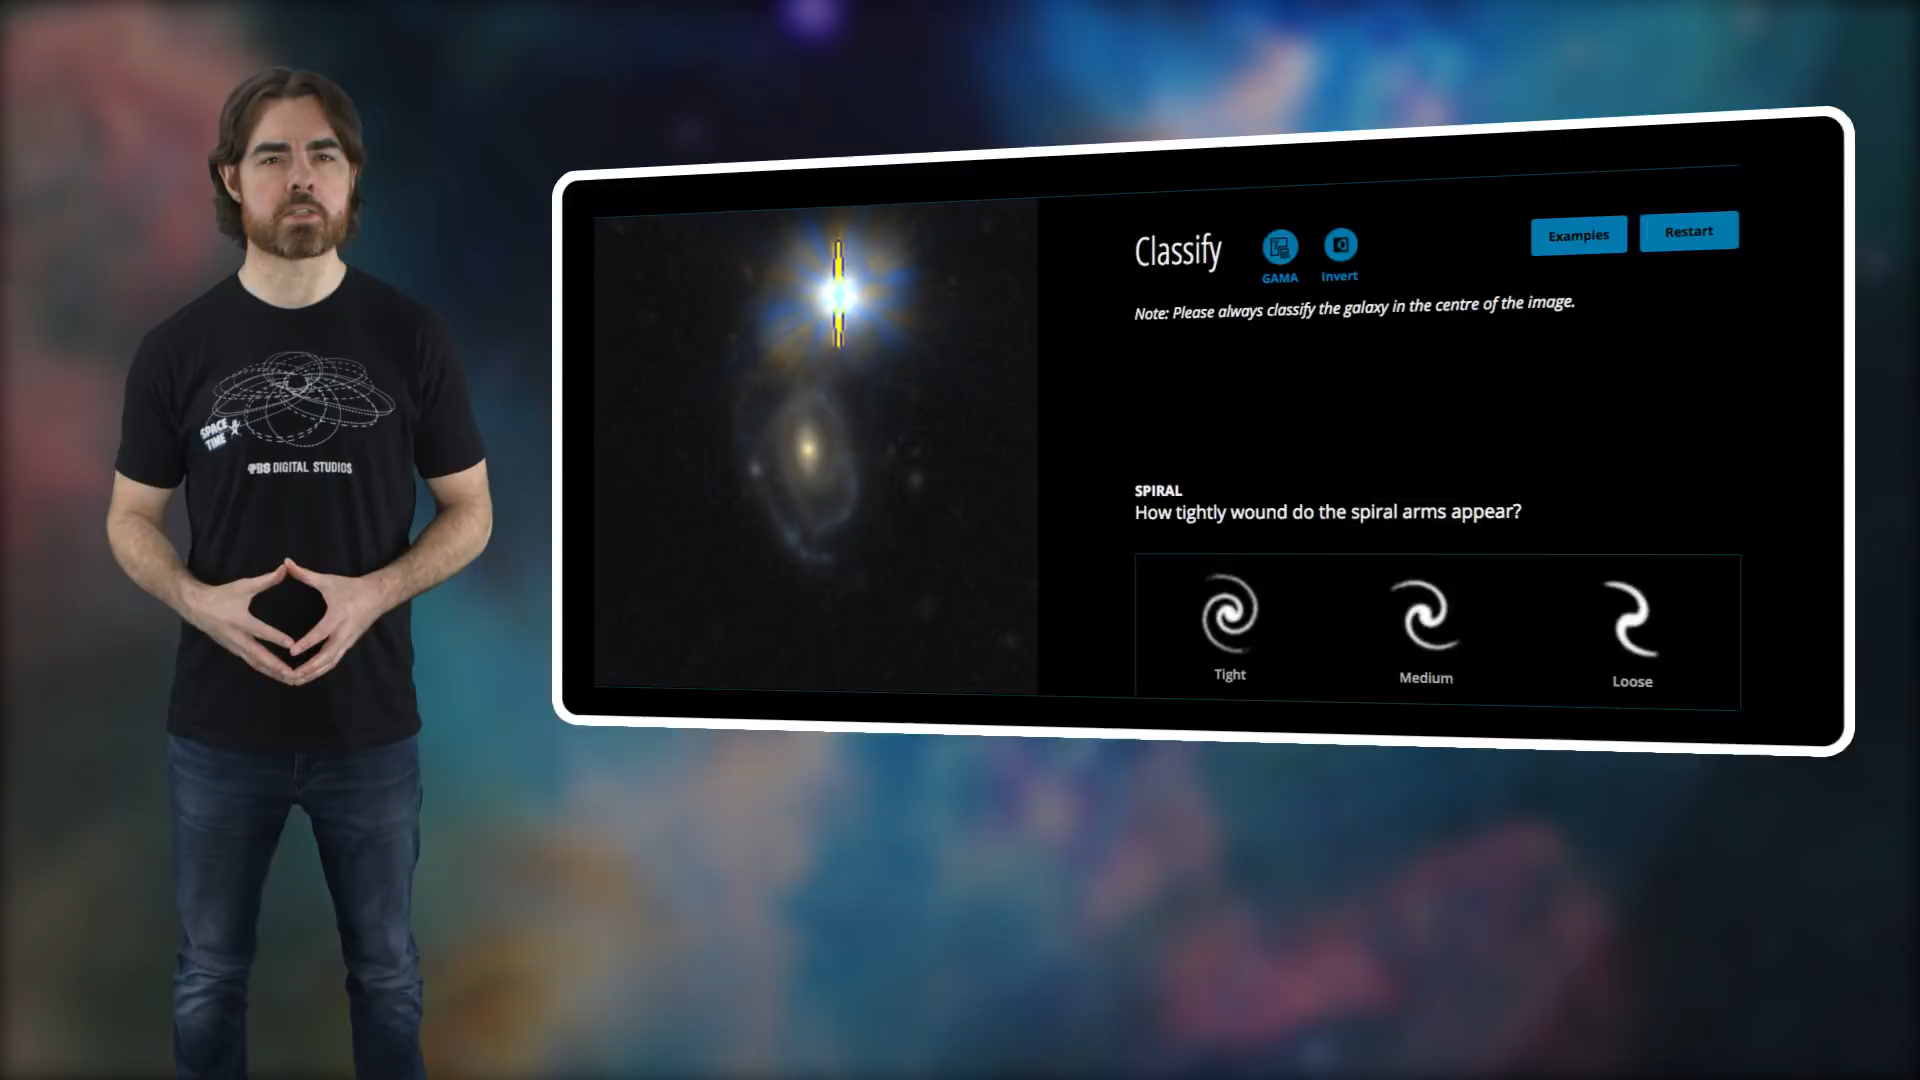 SPACE
TIME
PBS DIGITAL STUDIOS
Classify
GAMA
Invert
Examples
Restart
Note: Please always classify the galaxy in the centre of the image.
SPIRAL
How tightly wound do the spiral arms appear?
Tight
Medium
Loose